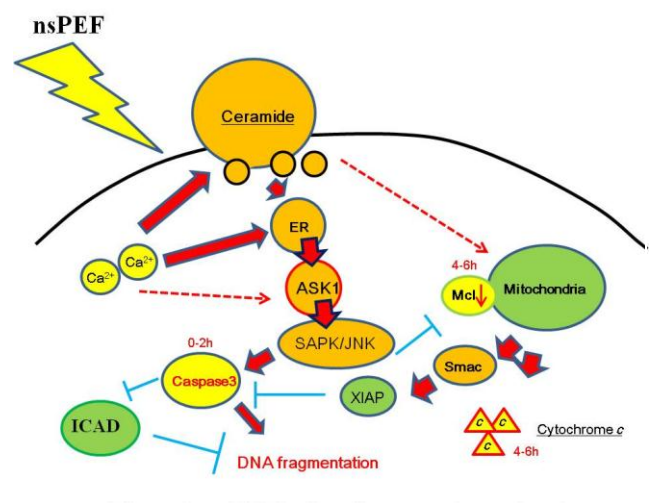 nsPEF
Ceramide
ER
Ca2+
Ca2+
ASK1
4-6h
Mcl
Mitochondria
SAPK/JNK
0-2h
Caspase3
Smac
XIAP
ICAD
c c
c
Cytochrome c
4-6h
DNA fragmentation